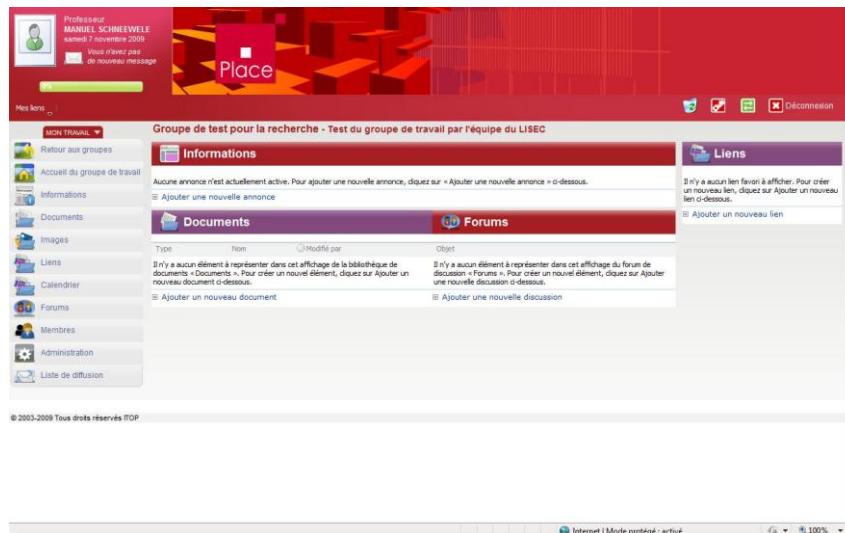 Professeur
MANUEL SCHNEEWELE
samedi 7 novembre 2009
Vous n'avez pas
de nouveau message
0%
Place
Mes liens
Déconnexion
MON TRAVAIL
Retour aux groupes
Accueil du groupe de travail
Informations
Documents
Images
Liens
Calendrier
Forums
Membres
Administration
Liste de diffusion
Groupe de test pour la recherche - Test du groupe de travail par l'équipe du LISEC
Informations
Aucune annonce n'est actuellement active. Pour ajouter une nouvelle annonce, cliquez sur « Ajouter une nouvelle annonce » ci-dessous.
Ajouter une nouvelle annonce
Documents
Type Nom Modifié par
Il n'y a aucun élément à représenter dans cet affichage de la bibliothèque de
documents « Documents ». Pour créer un nouvel élément, cliquez sur Ajouter un
nouveau document ci-dessous.
Ajouter un nouveau document
Forums
Objet
Il n'y a aucun élément à représenter dans cet affichage du forum de
discussion « Forums ». Pour créer un nouvel élément, cliquez sur Ajouter
une nouvelle discussion ci-dessous.
Ajouter une nouvelle discussion
Liens
Il n'y a aucun lien favori à afficher. Pour créer
un nouveau lien, cliquez sur Ajouter un nouveau
lien ci-dessous.
Ajouter un nouveau lien
© 2003-2009 Tous droits réservés ITOP
Internet | Mode protégé : activé
100%